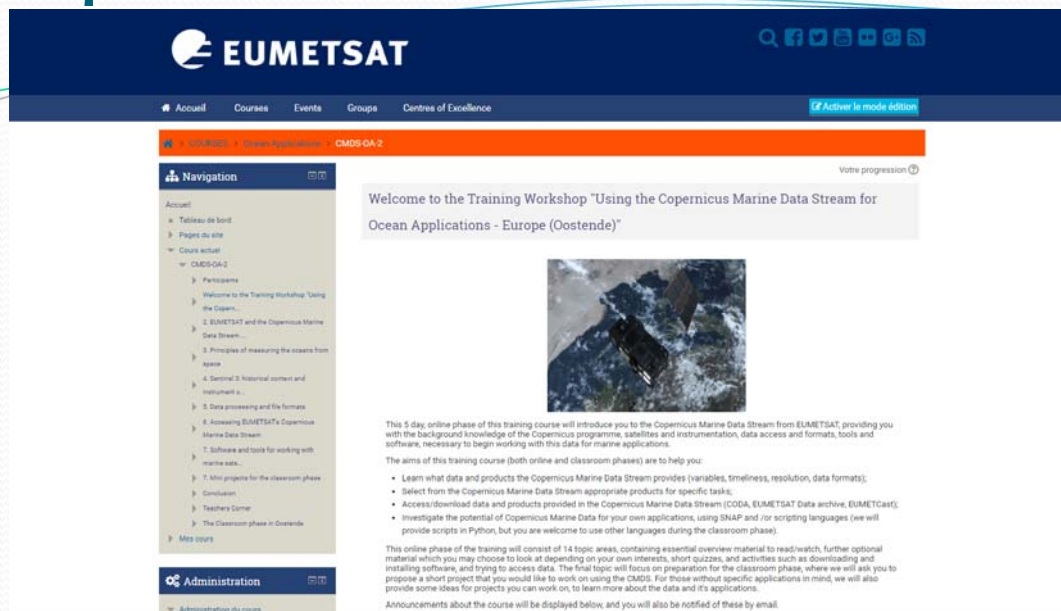 EUMETSAT
Accueil Courses Events Groups Centres of Excellence
Activer le mode édition
COURSES Ocean Applications CMDS-OA-2
Votre progression
Navigation
Accueil
Tableau de bord
Pages du site
Cours actuel
CMDS-OA-2
Participants
Welcome to the Training Workshop "Using
the Copern...
2. EUMETSAT and the Copernicus Marine
Data Stream...
3. Principles of measuring the oceans from
space
4. Sentinel 3: historical context and
instrument o...
5. Data processing and file formats
6. Accessing EUMETSAT's Copernicus
Marine Data Stream
7. Software and tools for working with
marine sate...
7. Mini projects for the classroom phase
Conclusion
Teachers Corner
The Classroom phase in Oostende
Mes cours
Administration
Administration du cours
Welcome to the Training Workshop "Using the Copernicus Marine Data Stream for
Ocean Applications - Europe (Oostende)"
This 5 day, online phase of this training course will introduce you to the Copernicus Marine Data Stream from EUMETSAT, providing you
with the background knowledge of the Copernicus programme, satellites and instrumentation, data access and formats, tools and
software, necessary to begin working with this data for marine applications.
The aims of this training course (both online and classroom phases) are to help you:
• Learn what data and products the Copernicus Marine Data Stream provides (variables, timeliness, resolution, data formats);
• Select from the Copernicus Marine Data Stream appropriate products for specific tasks;
• Access/download data and products provided in the Copernicus Marine Data Stream (CODA, EUMETSAT Data archive, EUMETCast);
• Investigate the potential of Copernicus Marine Data for your own applications, using SNAP and /or scripting languages (we will
provide scripts in Python, but you are welcome to use other languages during the classroom phase).
This online phase of the training will consist of 14 topic areas, containing essential overview material to read/watch, further optional
material which you may choose to look at depending on your own interests, short quizzes, and activities such as downloading and
installing software, and trying to access data. The final topic will focus on preparation for the classroom phase, where we will ask you to
propose a short project that you would like to work on using the CMDS. For those without specific applications in mind, we will also
provide some ideas for projects you can work on, to learn more about the data and it's applications.
Announcements about the course will be displayed below, and you will also be notified of these by email.